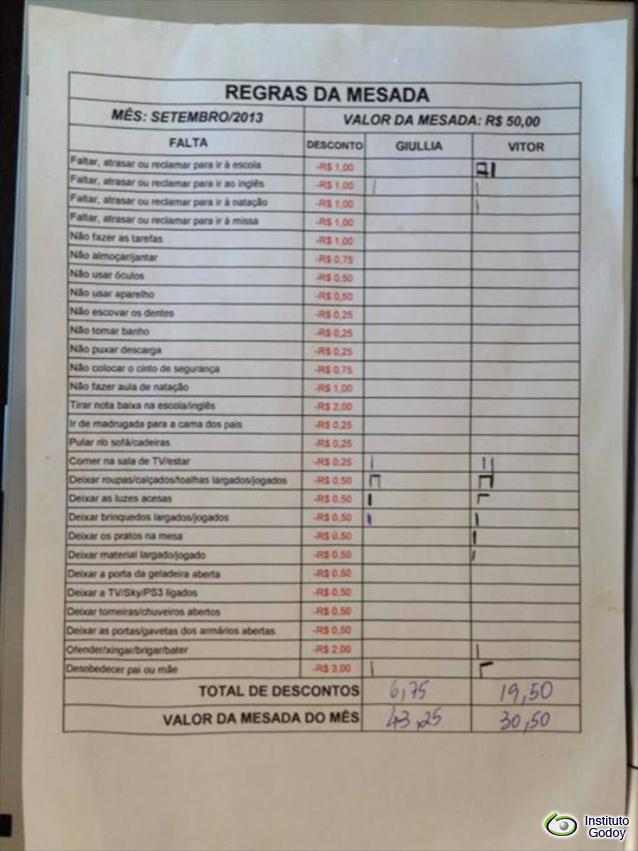 REGRAS DA MESADA
MÊS: SETEMBRO/2013 VALOR DA MESADA: R$ 50,00
FALTA DESCONTO GIULLIA VITOR
Faltar, atrasar ou reclamar para ir à escola -R$ 1,00
Faltar, atrasar ou reclamar para ir ao inglês -R$ 1,00
Faltar, atrasar ou reclamar para ir à natação -R$ 1,00
Faltar, atrasar ou reclamar para ir à missa -R$ 1,00
Não fazer as tarefas -R$ 1,00
Não almoçar/jantar -R$ 0,75
Não usar óculos -R$ 0,50
Não usar aparelho -R$ 0,50
Não escovar os dentes -R$ 0,25
Não tomar banho -R$ 0,25
Não puxar descarga -R$ 0,25
Não colocar o cinto de segurança -R$ 0,75
Não fazer aula de natação -R$ 1,00
Tirar nota baixa na escola/inglês -R$ 2,00
Ir de madrugada para a cama dos pais -R$ 0,25
Pular no sofá/cadeiras -R$ 0,25
Comer na sala de TV/estar -R$ 0,25
Deixar roupas/calçados/toalhas largados/jogados -R$ 0,50
Deixar as luzes acesas -R$ 0,50
Deixar brinquedos largados/jogados -R$ 0,50
Deixar os pratos na mesa -R$ 0,50
Deixar material largado/jogado -R$ 0,50
Deixar a porta da geladeira aberta -R$ 0,50
Deixar a TV/Sky/PS3 ligados -R$ 0,50
Deixar torneiras/chuveiros abertos -R$ 0,50
Deixar as portas/gavetas dos armários abertas -R$ 0,50
Ofender/xingar/brigar/bater -R$ 2,00
Desobedecer pai ou mãe -R$ 3,00
TOTAL DE DESCONTOS 6,75 19,50
VALOR DA MESADA DO MÊS 43,25 30,50
Instituto
Godoy